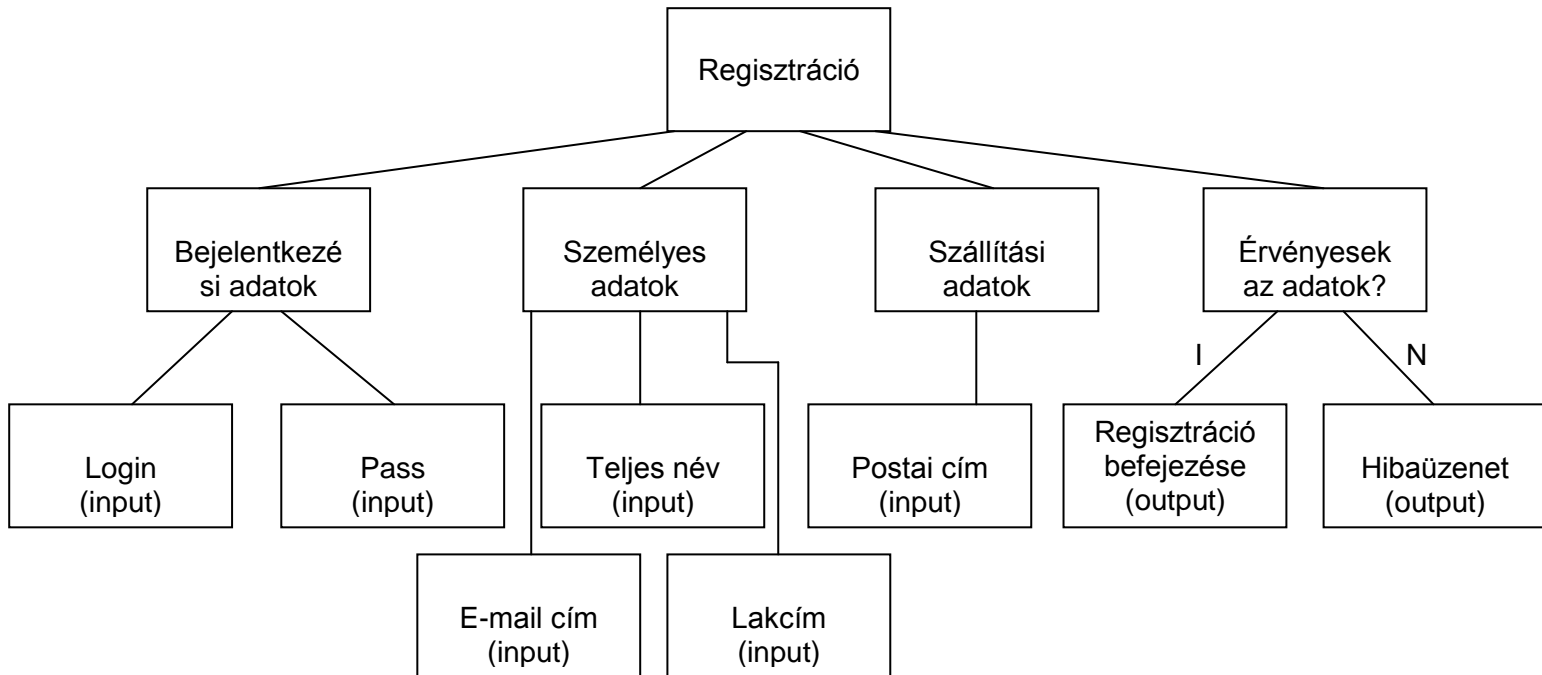 Regisztráció
Bejelentkezé
si adatok
Személyes
adatok
Szállítási
adatok
Érvényesek
az adatok?
I
N
Login
(input)
Pass
(input)
Teljes név
(input)
Postai cím
(input)
Regisztráció
befejezése
(output)
Hibaüzenet
(output)
E-mail cím
(input)
Lakcím
(input)